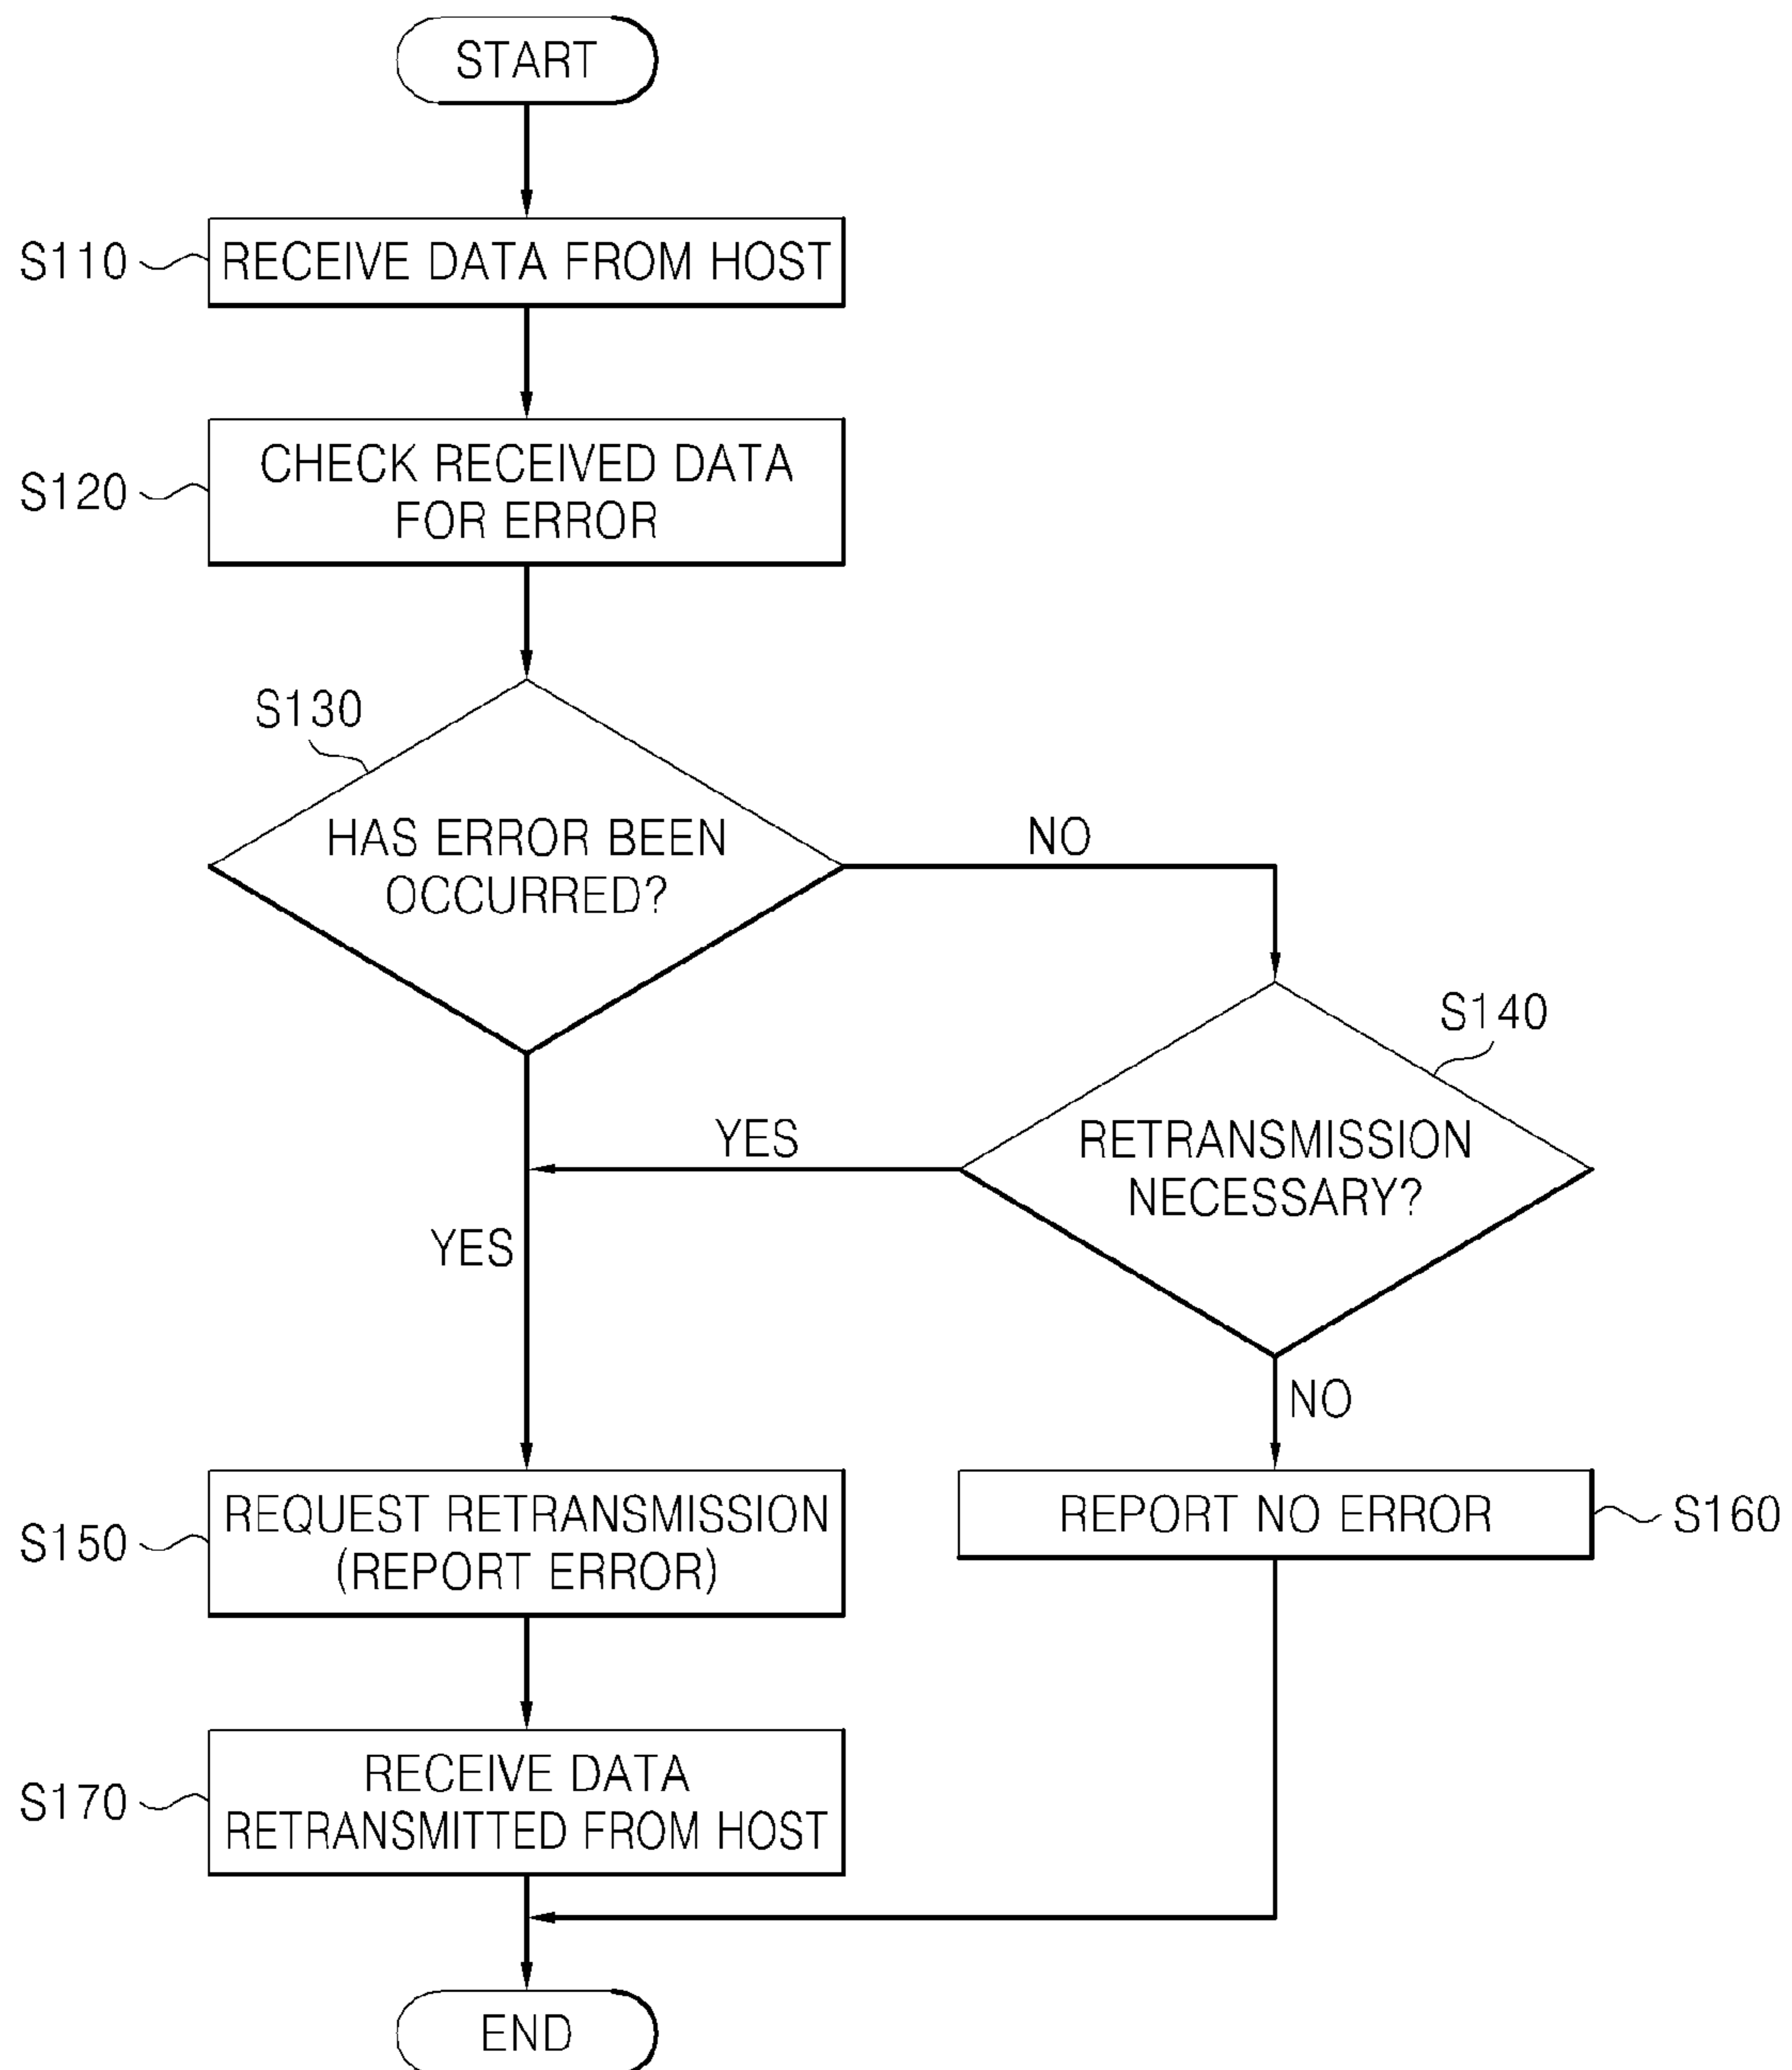 START
S110
RECEIVE DATA FROM HOST
S120
CHECK RECEIVED DATA
FOR ERROR
S130
HAS ERROR BEEN
OCCURRED?
NO
S140
RETRANSMISSION
NECESSARY?
YES
YES
NO
S150
REQUEST RETRANSMISSION
(REPORT ERROR)
REPORT NO ERROR
S160
S170
RECEIVE DATA
RETRANSMITTED FROM HOST
END